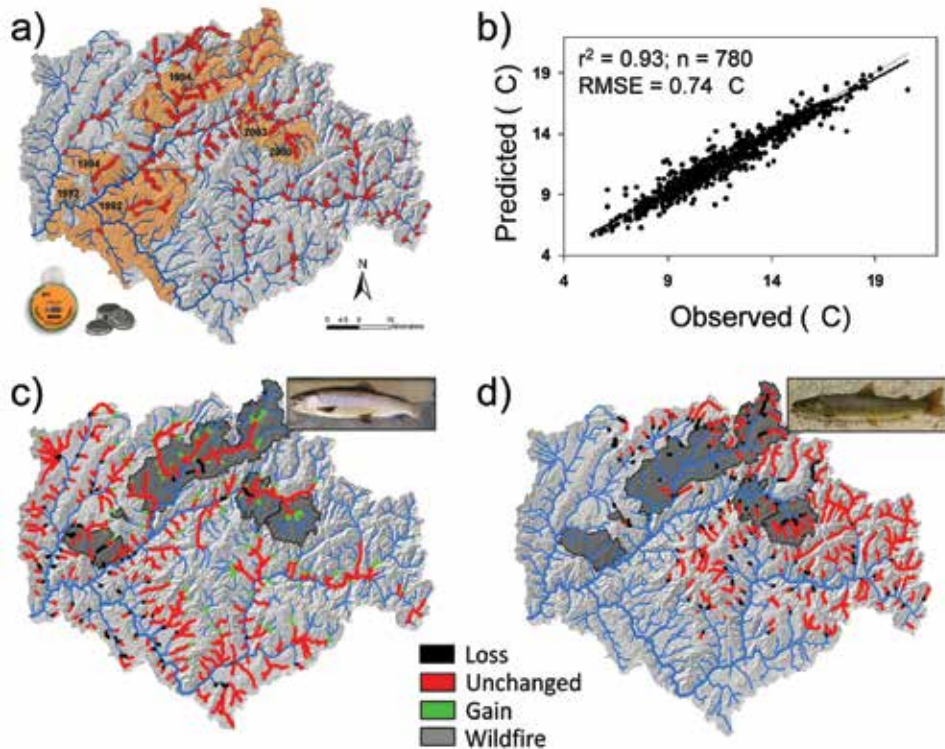 a)
1994
2003
2000
1994
1992
1992
N
b)
r² = 0.93; n = 780
RMSE = 0.74 C
Predicted ( C)
19
14
9
4
4 9 14 19
Observed ( C)
c)
d)
Loss
Unchanged
Gain
Wildfire